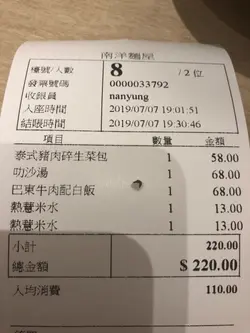 南洋麵屋
檯號/人數 8 /2 位
發票號碼 0000033792
收銀員 nanyung
入座時間 2019/07/07 19:01:51
結賬時間 2019/07/07 19:30:46
項目 數量 金額
泰式豬肉碎生菜包 1 58.00
叻沙湯 1 68.00
巴東牛肉配白飯 1 68.00
熱薏米水 1 13.00
熱薏米水 1 13.00
小計 220.00
總金額 $ 220.00
人均消費 110.00